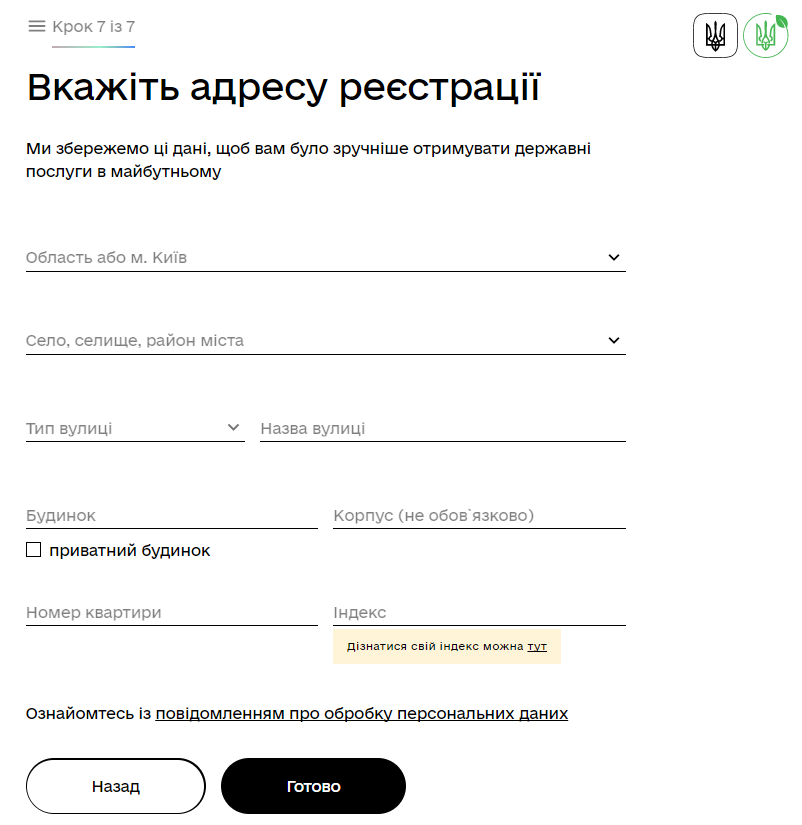 Крок 7 із 7
Вкажіть адресу реєстрації
Ми збережемо ці дані, щоб вам було зручніше отримувати державні
послуги в майбутньому
Область або м. Київ
Село, селище, район міста
Тип вулиці
Назва вулиці
Будинок
Корпус (не обов`язково)
приватний будинок
Номер квартири
Індекс
Дізнатися свій індекс можна тут
Ознайомтесь із повідомленням про обробку персональних даних
Назад
Готово